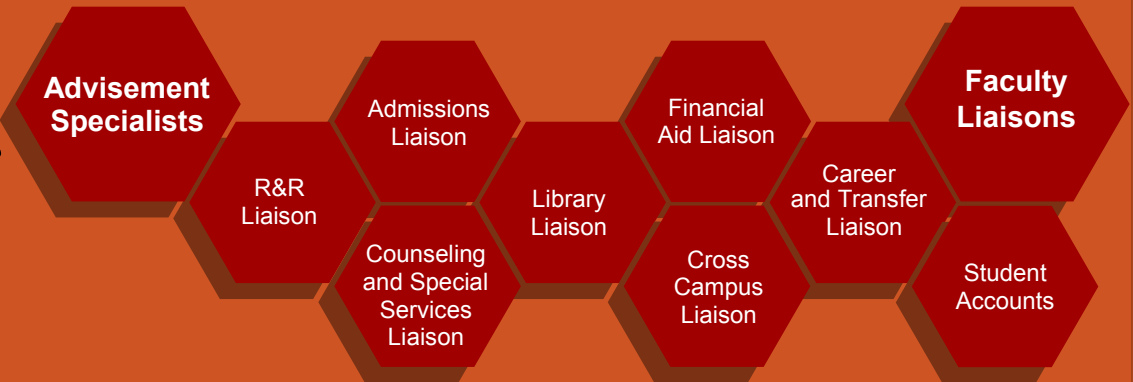 Advisement
Specialists
R&R
Liaison
Admissions
Liaison
Counseling
and Special
Services
Liaison
Library
Liaison
Financial
Aid Liaison
Cross
Campus
Liaison
Career
and Transfer
Liaison
Faculty
Liaisons
Student
Accounts